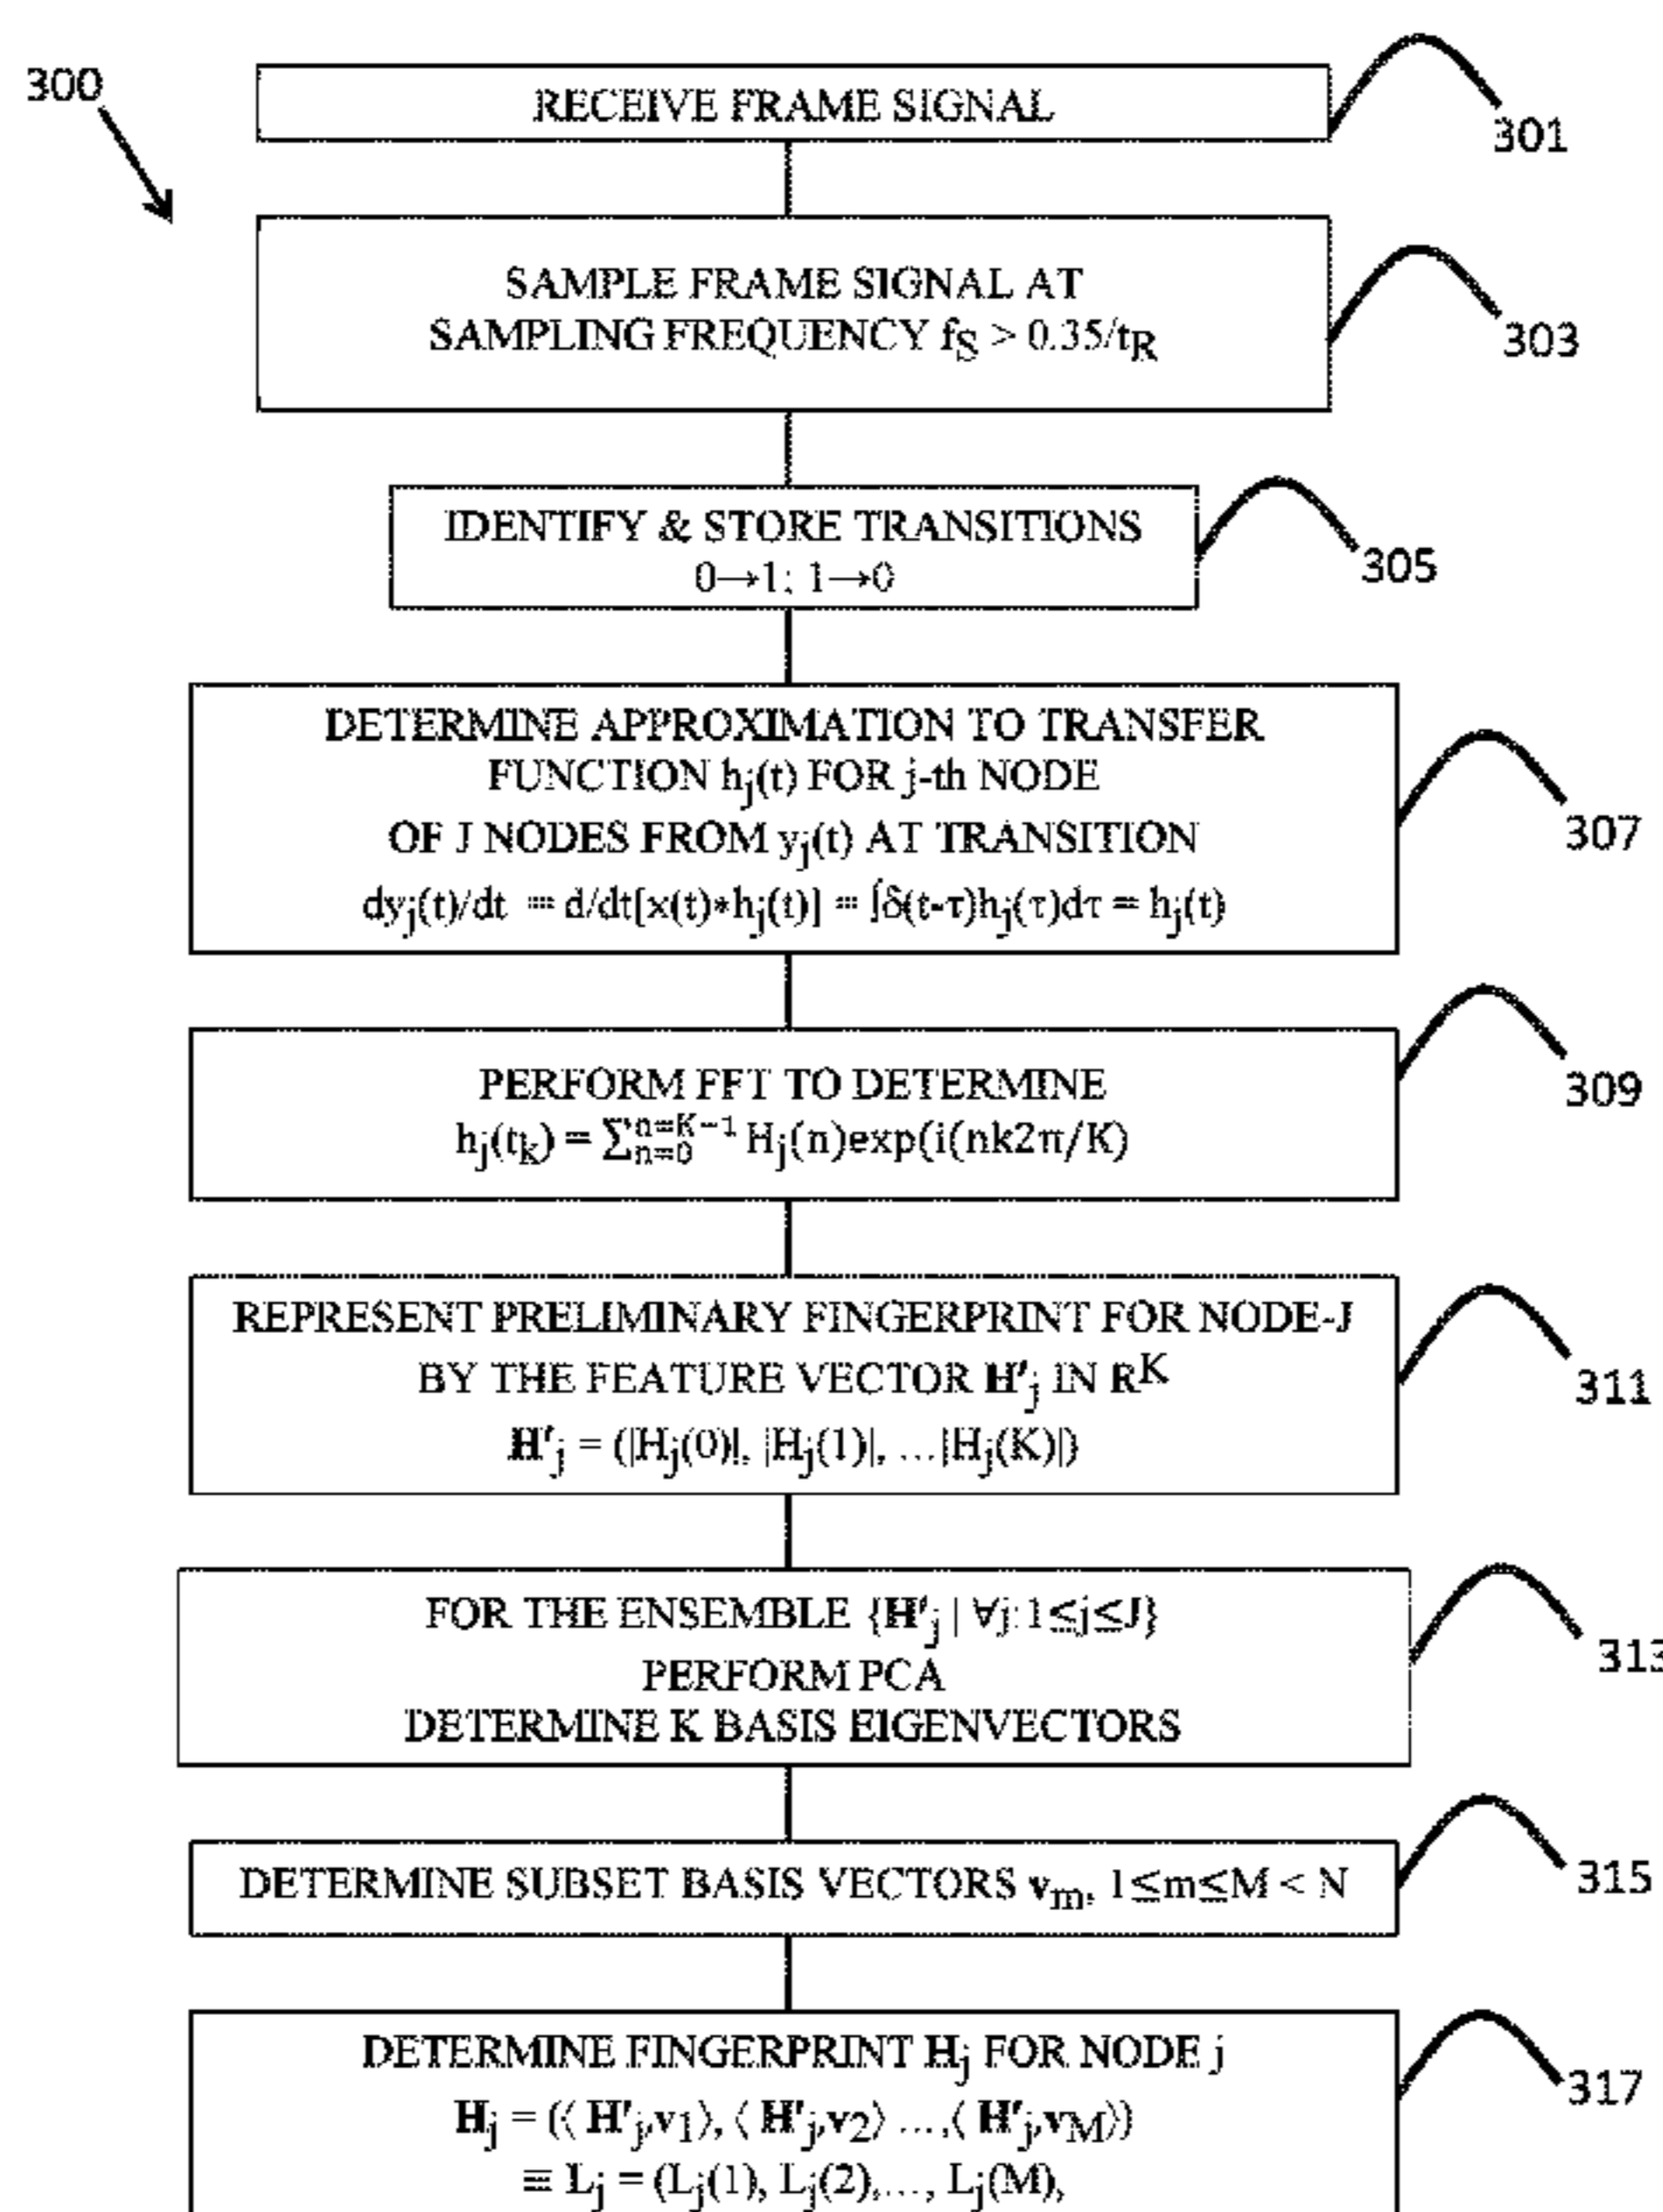 300
RECEIVE FRAME SIGNAL
301
SAMPLE FRAME SIGNAL AT
SAMPLING FREQUENCY fS > 0.35/tR
303
IDENTIFY & STORE TRANSITIONS
0→1; 1→0
305
DETERMINE APPROXIMATION TO TRANSFER
FUNCTION hj(t) FOR j-th NODE
OF J NODES FROM yj(t) AT TRANSITION
dyj(t)/dt = d/dt[x(t)*hj(t)] = ∫δ(t-τ)hj(τ)dτ = hj(t)
307
PERFORM FFT TO DETERMINE
hj(tk) = ∑n=0n=K−1 Hj(n)exp(i(nk2π/K)
309
REPRESENT PRELIMINARY FINGERPRINT FOR NODE-J
BY THE FEATURE VECTOR H'j IN RK
H'j = (|Hj(0)|, |Hj(1)|, ...|Hj(K)|)
311
FOR THE ENSEMBLE {H'j | ∀j:1≤j≤J}
PERFORM PCA
DETERMINE K BASIS EIGENVECTORS
313
DETERMINE SUBSET BASIS VECTORS vm, 1≤m≤M < N
315
DETERMINE FINGERPRINT Hj FOR NODE j
Hj = (⟨ H'j,v1⟩, ⟨ H'j,v2⟩ ...,⟨ H'j,vM⟩)
≡ Lj = (Lj(1), Lj(2),..., Lj(M),
317